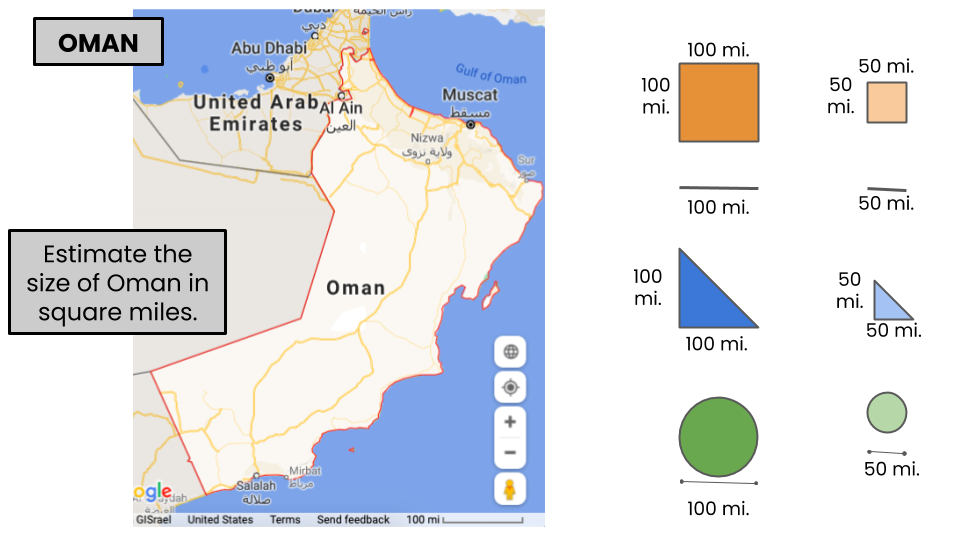 OMAN
Estimate the
size of Oman in
square miles.
دبي
Abu Dhabi
أبو ظبي
United Arab
Emirates
Al Ain
العين
Gulf of Oman
Muscat
مسقط
Nizwa
ولاية نزوى
Sur
صور
Oman
Salalah
صلالة
Mirbat
مرباط
GISrael United States Terms Send feedback 100 mi
100 mi.
100
mi.
50 mi.
50
mi.
100 mi.
50 mi.
100
mi.
100 mi.
50
mi.
50 mi.
100 mi.
50 mi.